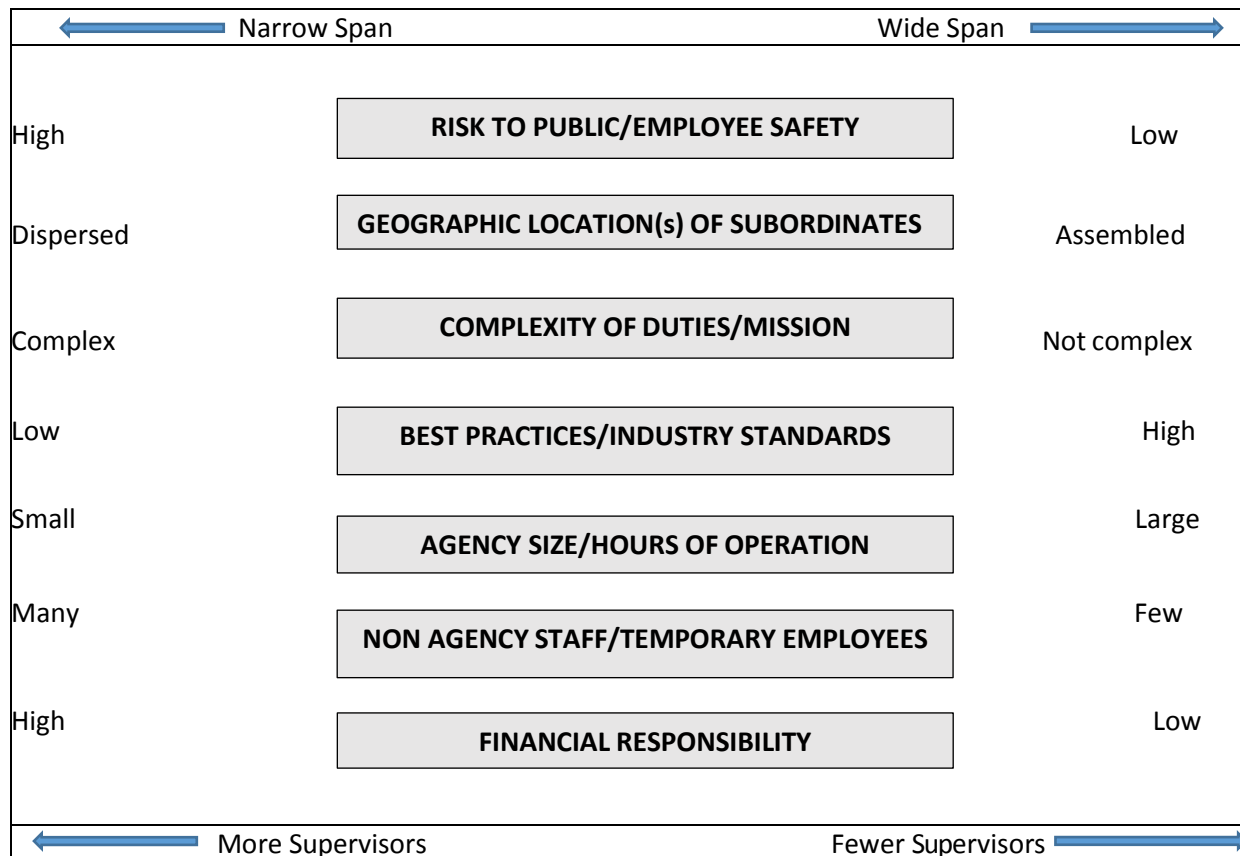 Narrow Span Wide Span
High RISK TO PUBLIC/EMPLOYEE SAFETY Low
Dispersed GEOGRAPHIC LOCATION(s) OF SUBORDINATES Assembled
Complex COMPLEXITY OF DUTIES/MISSION Not complex
Low BEST PRACTICES/INDUSTRY STANDARDS High
Small AGENCY SIZE/HOURS OF OPERATION Large
Many NON AGENCY STAFF/TEMPORARY EMPLOYEES Few
High FINANCIAL RESPONSIBILITY Low
More Supervisors Fewer Supervisors